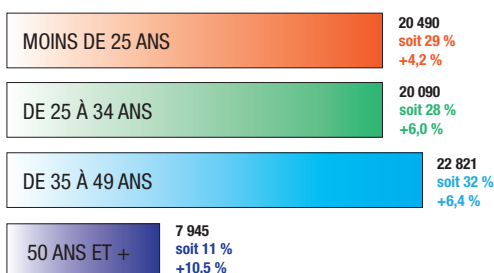 MOINS DE 25 ANS
20 490
soit 29 %
+4,2 %
DE 25 À 34 ANS
20 090
soit 28 %
+6,0 %
DE 35 À 49 ANS
22 821
soit 32 %
+6,4 %
50 ANS ET +
7 945
soit 11 %
+10,5 %